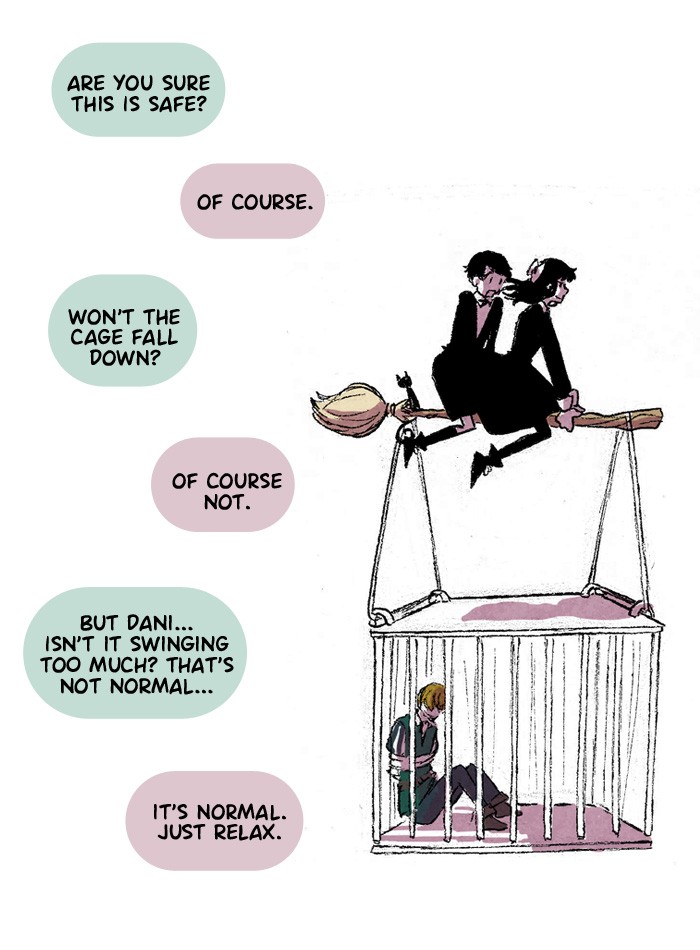 ARE YOU SURE
THIS IS SAFE?
OF COURSE.
WON'T THE
CAGE FALL
DOWN?
OF COURSE
NOT.
BUT DANI...
ISN'T IT SWINGING
TOO MUCH? THAT'S
NOT NORMAL...
IT'S NORMAL.
JUST RELAX.